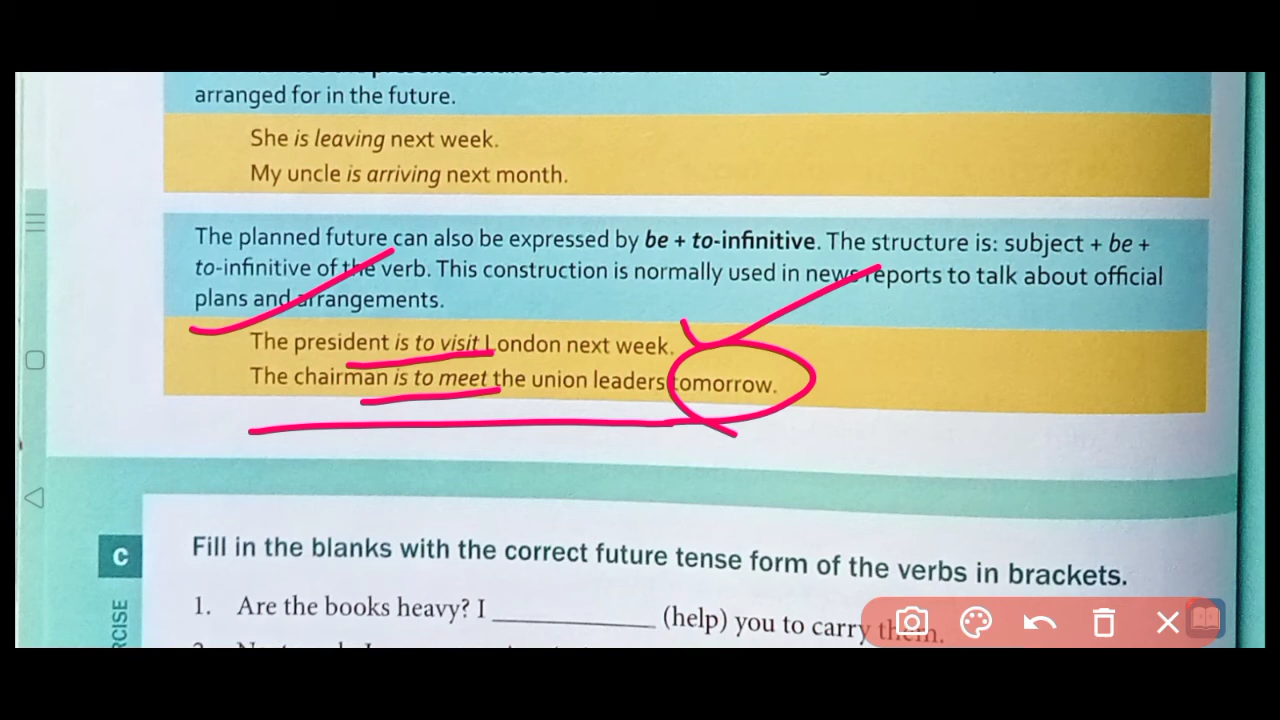 arranged for in the future.
She is leaving next week.
My uncle is arriving next month.
The planned future can also be expressed by be + to-infinitive. The structure is: subject + be +
to-infinitive of the verb. This construction is normally used in news reports to talk about official
plans and arrangements.
The president is to visit London next week.
The chairman is to meet the union leaders tomorrow.
C
Fill in the blanks with the correct future tense form of the verbs in brackets.
1. Are the books heavy? I __________ (help) you to carry them.